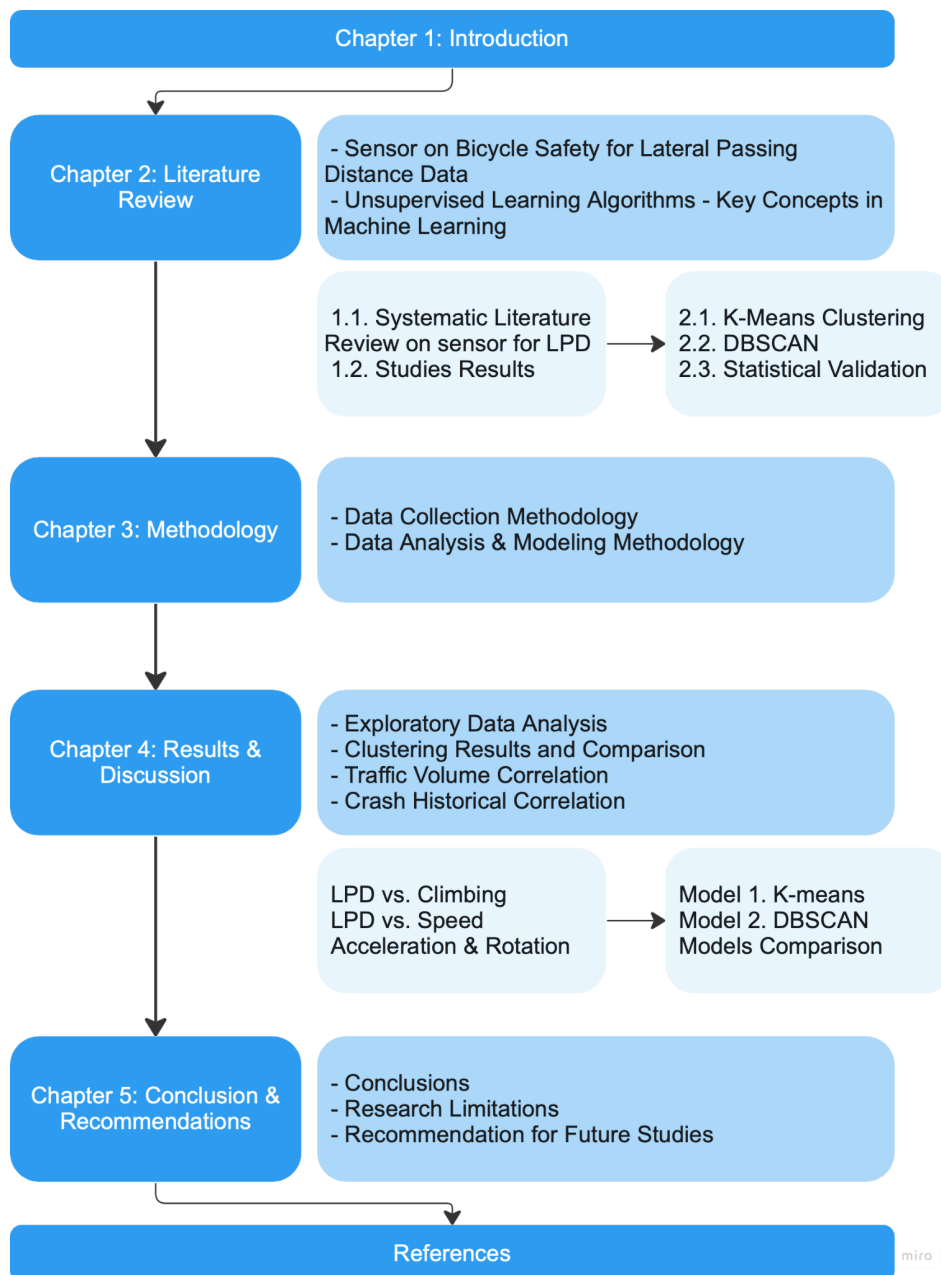 Chapter 1: Introduction
Chapter 2: Literature
Review
- Sensor on Bicycle Safety for Lateral Passing
Distance Data
- Unsupervised Learning Algorithms - Key Concepts in
Machine Learning
1.1. Systematic Literature
Review on sensor for LPD
1.2. Studies Results
2.1. K-Means Clustering
2.2. DBSCAN
2.3. Statistical Validation
Chapter 3: Methodology
- Data Collection Methodology
- Data Analysis & Modeling Methodology
Chapter 4: Results &
Discussion
- Exploratory Data Analysis
- Clustering Results and Comparison
- Traffic Volume Correlation
- Crash Historical Correlation
LPD vs. Climbing
LPD vs. Speed
Acceleration & Rotation
Model 1. K-means
Model 2. DBSCAN
Models Comparison
Chapter 5: Conclusion &
Recommendations
- Conclusions
- Research Limitations
- Recommendation for Future Studies
References
miro